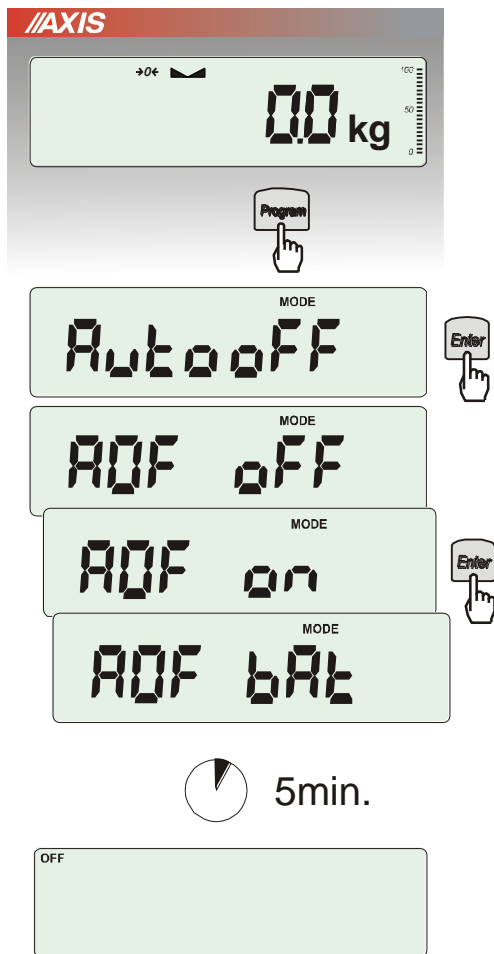 //AXIS
→0←
100
0.0 kg
50
0
Program
MODE
AutooFF
Enter
MODE
AOF oFF
MODE
AOF on
Enter
MODE
AOF bAt
5min.
OFF